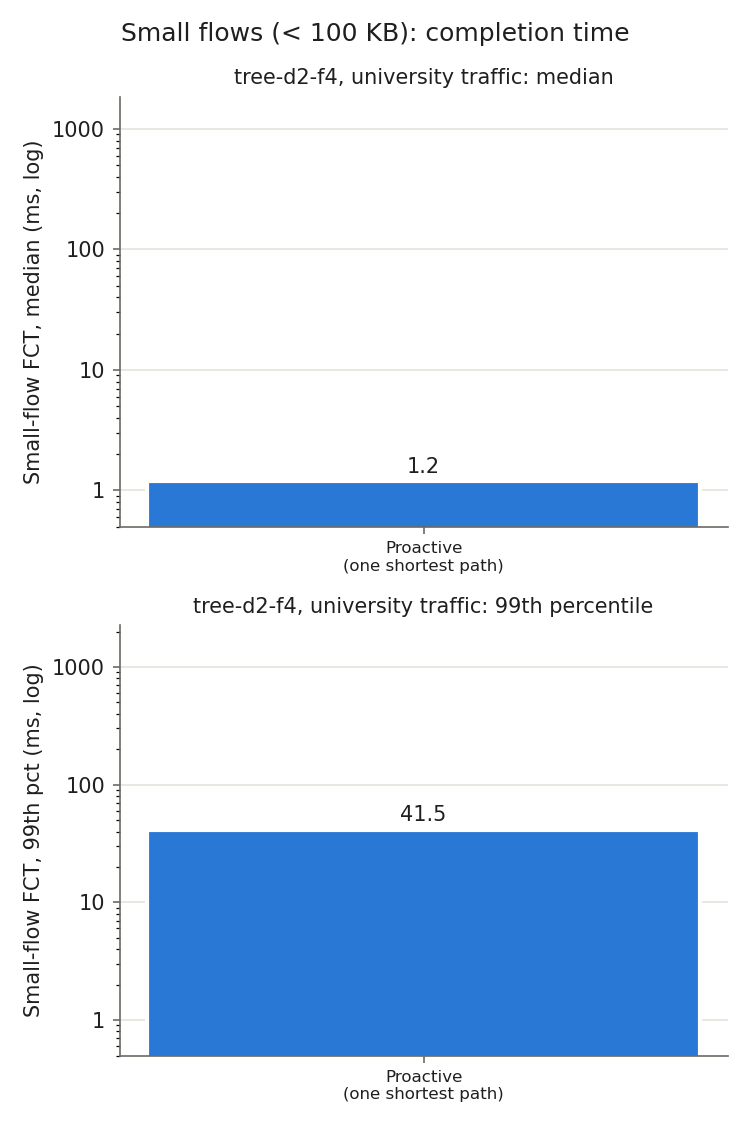 Small flows (< 100 KB): completion time
tree-d2-f4, university traffic: median
Small-flow FCT, median (ms, log)
1000
100
10
1
1.2
Proactive
(one shortest path)
tree-d2-f4, university traffic: 99th percentile
Small-flow FCT, 99th pct (ms, log)
1000
100
10
1
41.5
Proactive
(one shortest path)